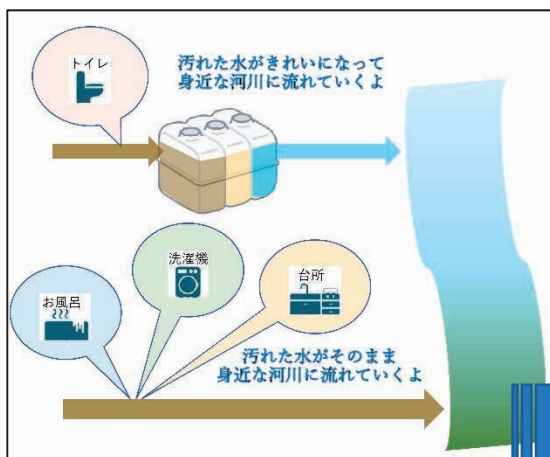 トイレ
汚れた水がきれいになって
身近な河川に流れていくよ
洗濯機
台所
お風呂
汚れた水がそのまま
身近な河川に流れていくよ